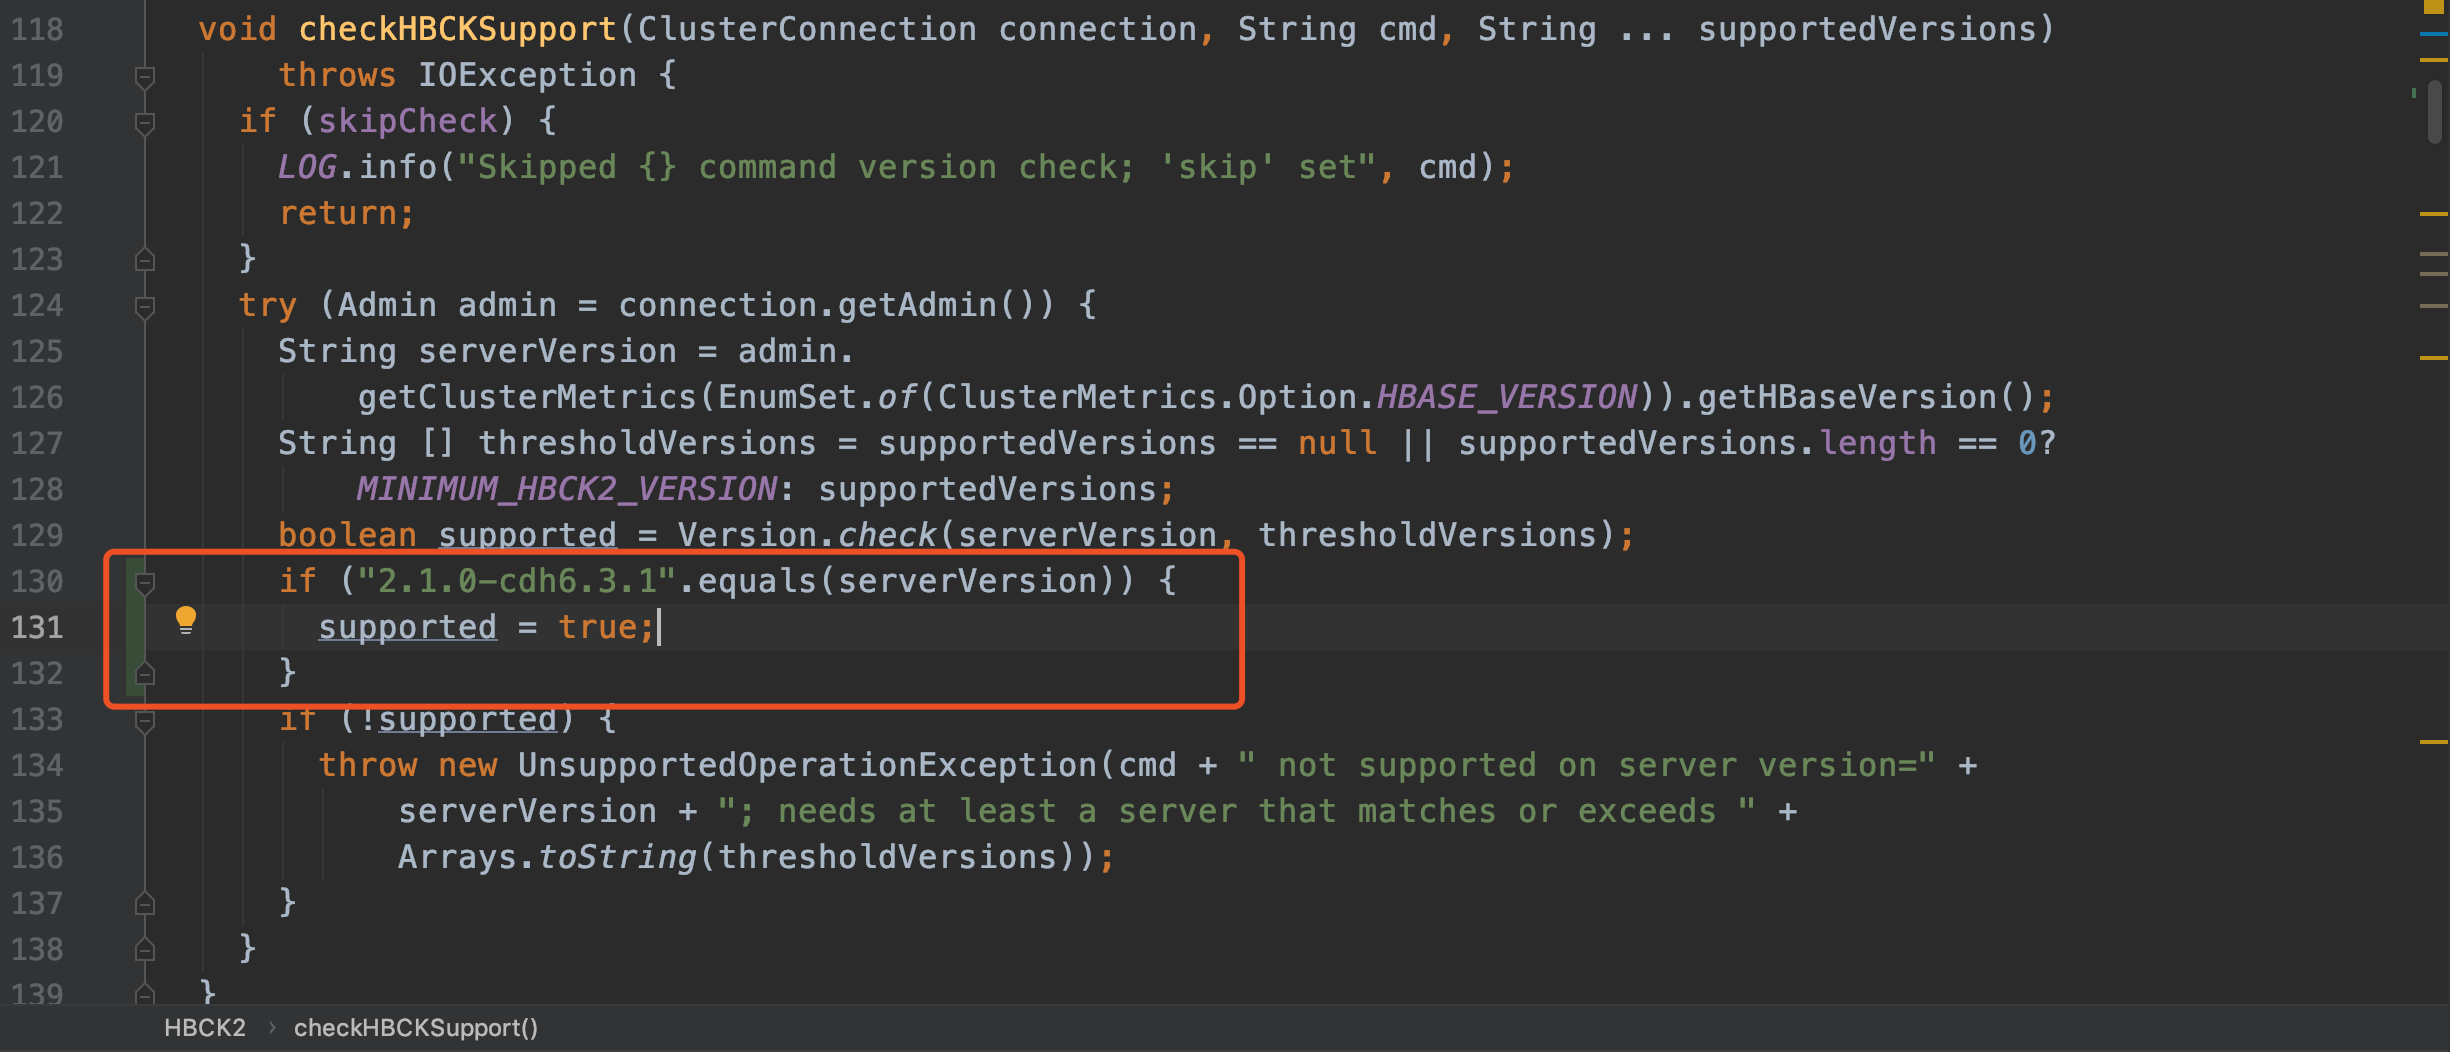 118 void checkHBCKSupport(ClusterConnection connection, String cmd, String ... supportedVersions)
119 throws IOException {
120 if (skipCheck) {
121 LOG.info("Skipped {} command version check; 'skip' set", cmd);
122 return;
123 }
124 try (Admin admin = connection.getAdmin()) {
125 String serverVersion = admin.
126 getClusterMetrics(EnumSet.of(ClusterMetrics.Option.HBASE_VERSION)).getHBaseVersion();
127 String [] thresholdVersions = supportedVersions == null || supportedVersions.length == 0?
128 MINIMUM_HBCK2_VERSION: supportedVersions;
129 boolean supported = Version.check(serverVersion, thresholdVersions);
130 if ("2.1.0-cdh6.3.1".equals(serverVersion)) {
131 supported = true;
132 }
133 if (!supported) {
134 throw new UnsupportedOperationException(cmd + " not supported on server version=" +
135 serverVersion + "; needs at least a server that matches or exceeds " +
136 Arrays.toString(thresholdVersions));
137 }
138 }
139 }
HBCK2 › checkHBCKSupport()